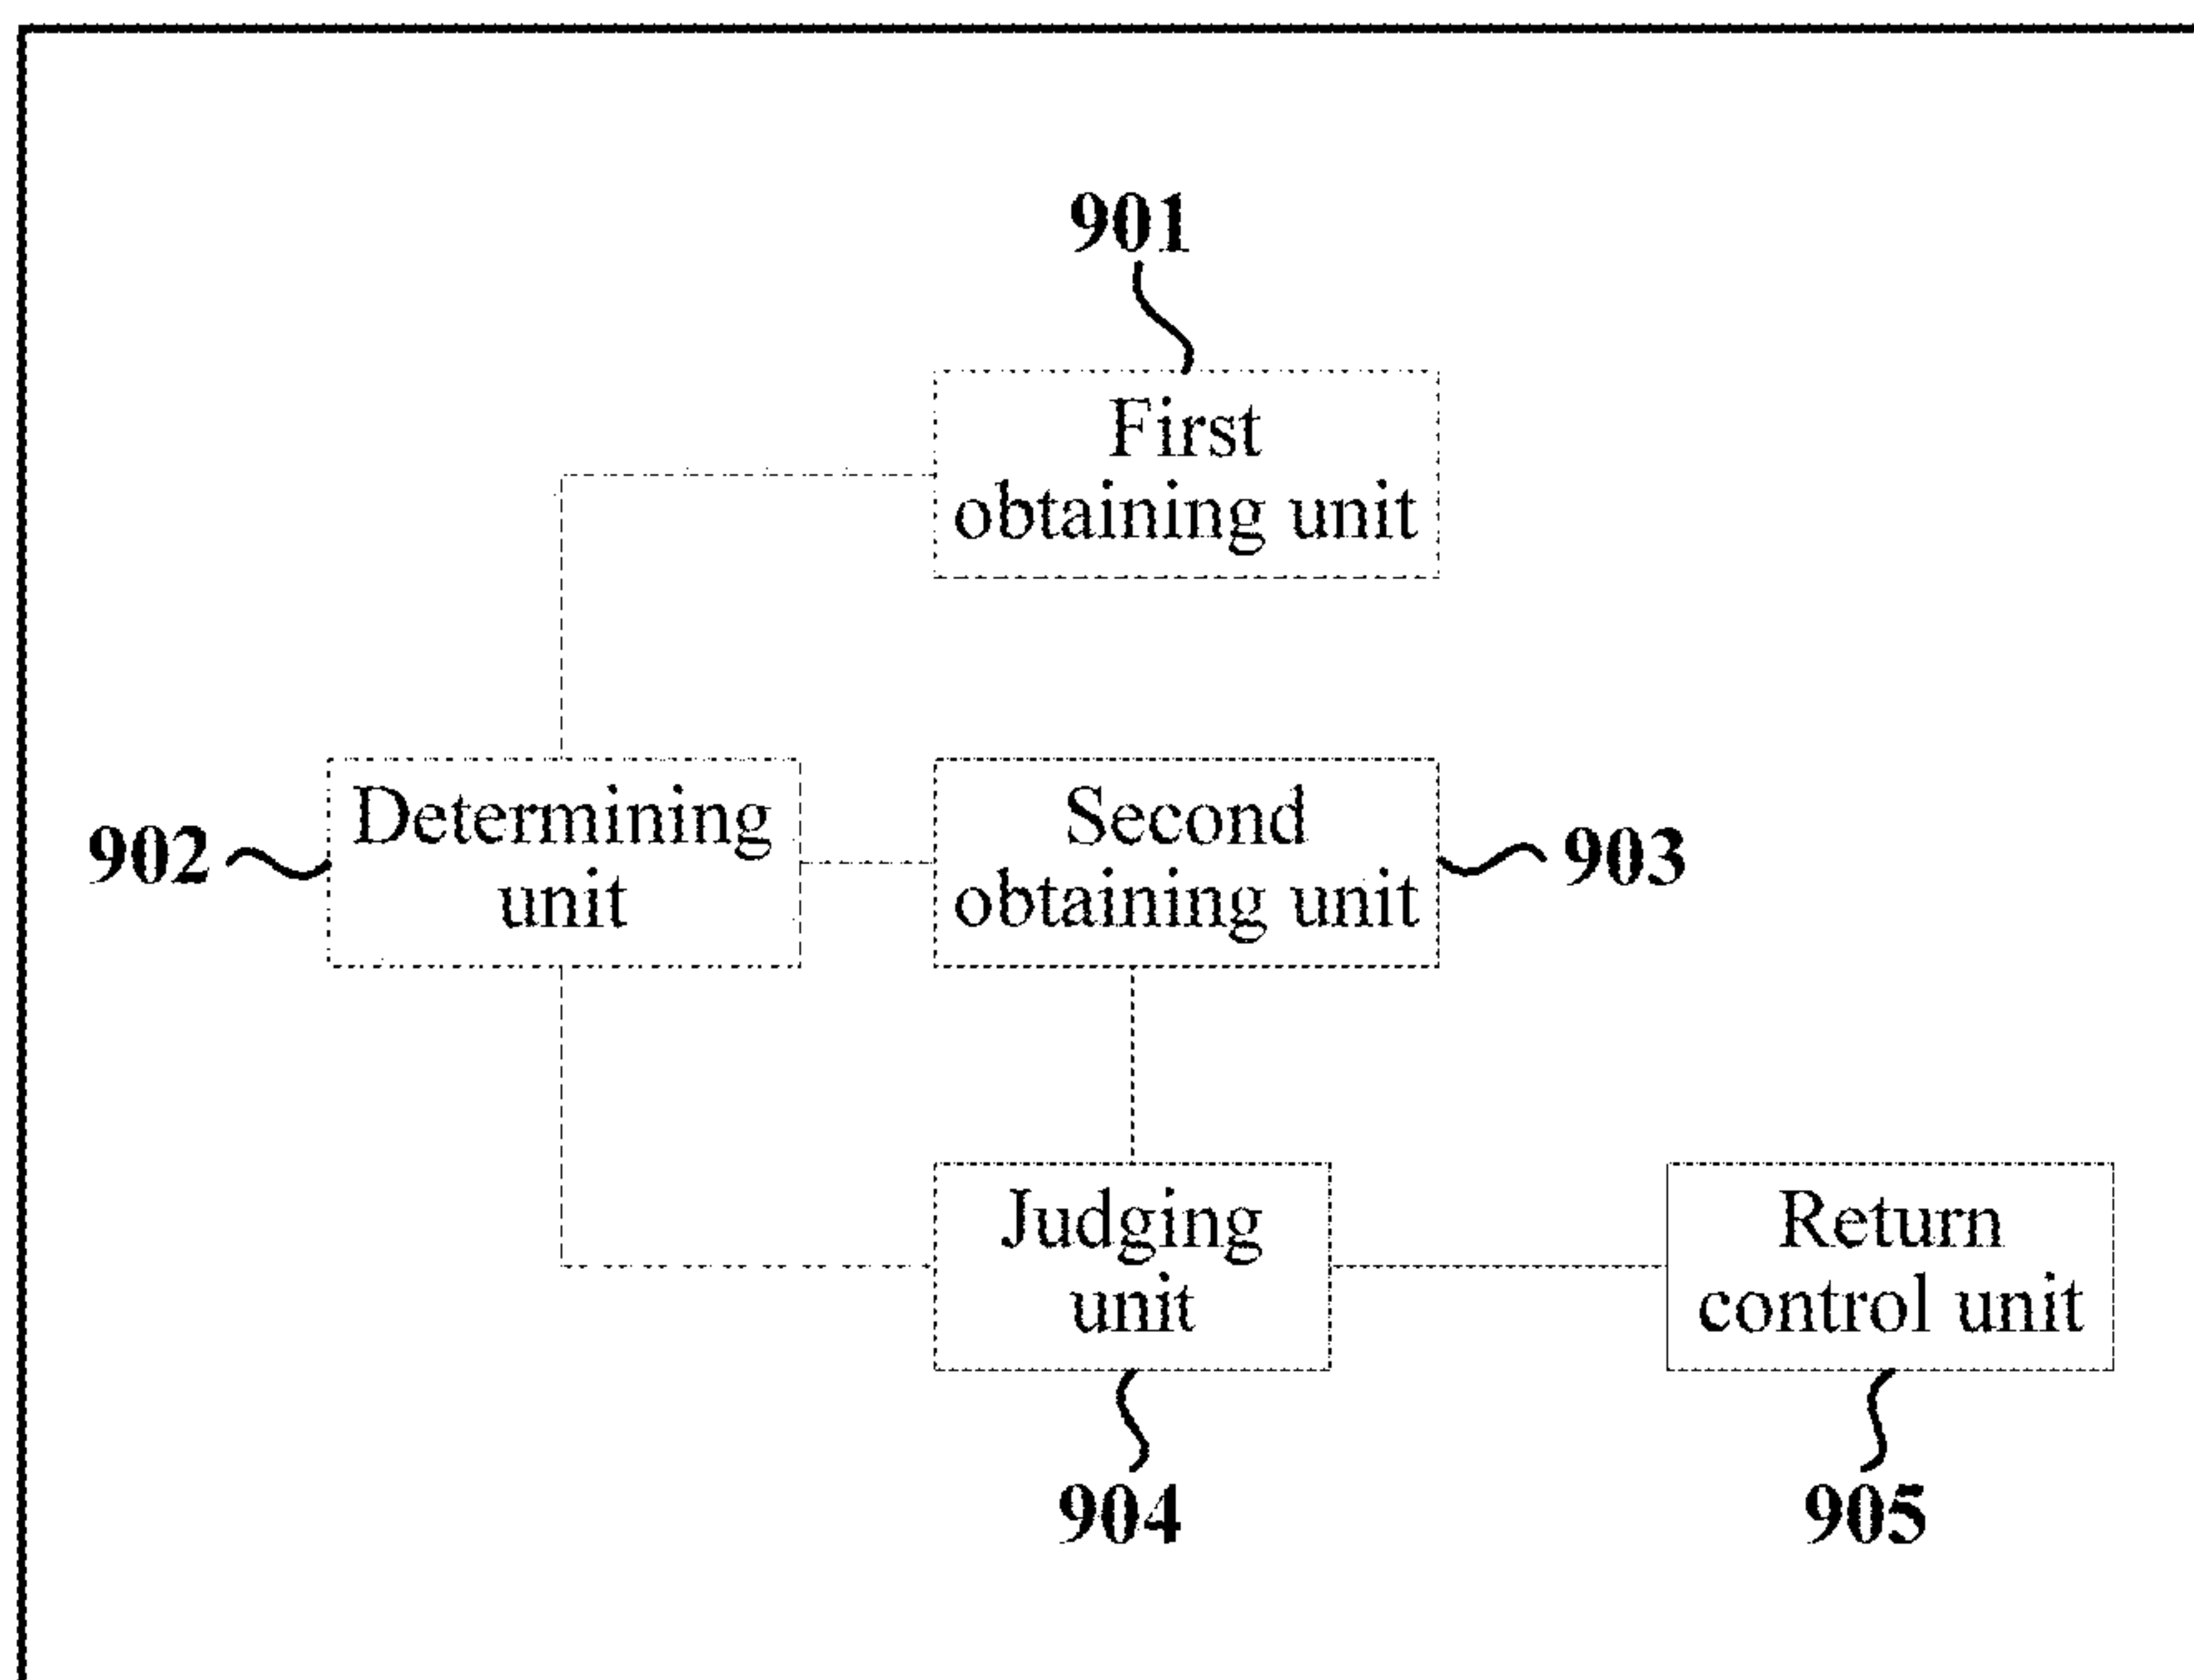 901
First
obtaining unit
902
Determining
unit
Second
obtaining unit
903
Judging
unit
Return
control unit
904
905